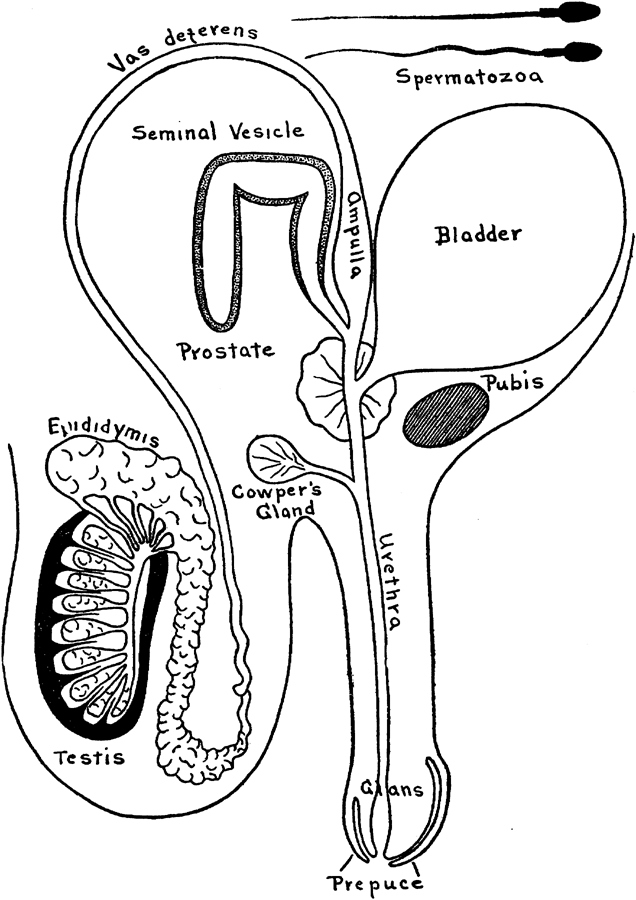 Vas deferens
Spermatozoa
Seminal Vesicle
Ampulla
Bladder
Prostate
Pubis
Epididymis
Cowper's
Gland
Urethra
Testis
Glans
Prepuce